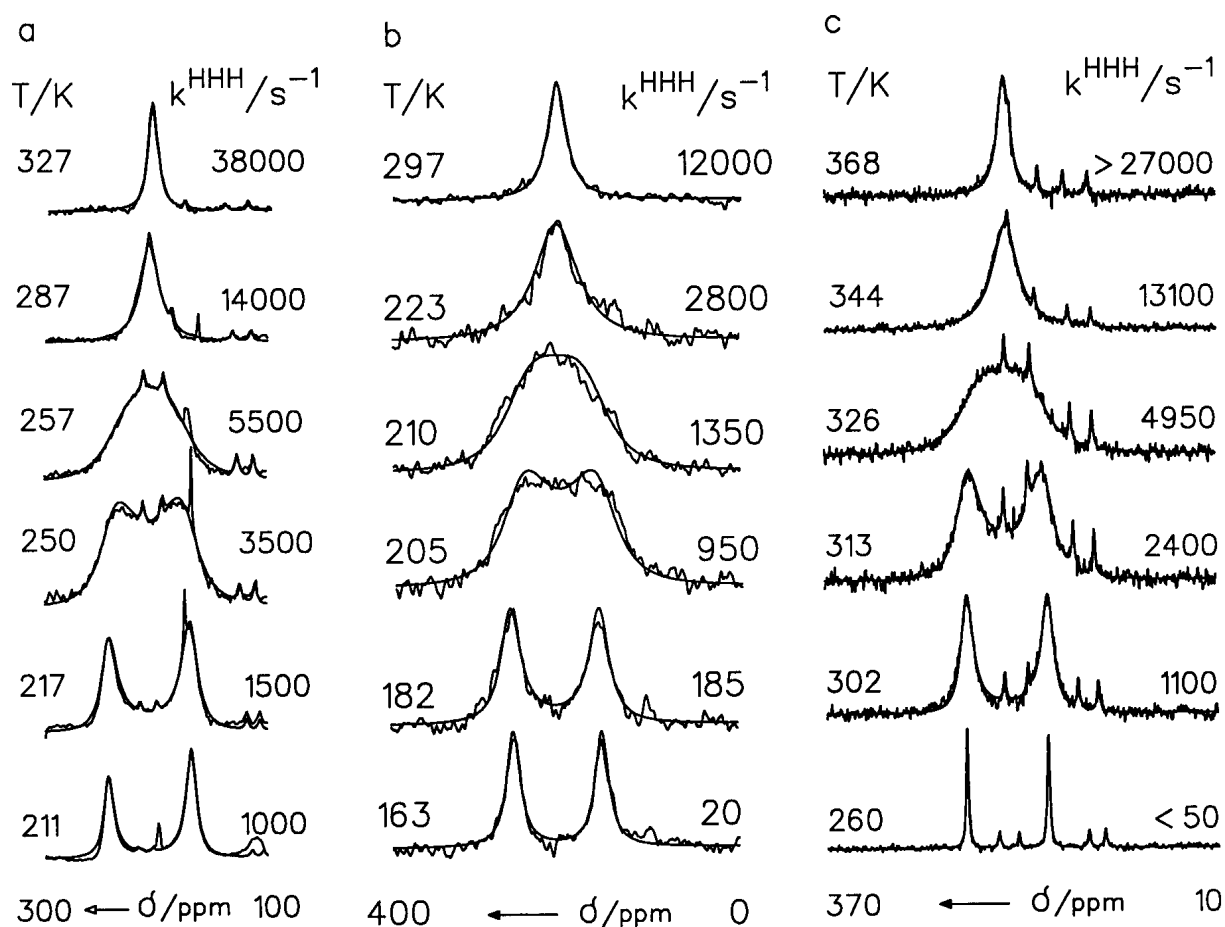 a
T/K k^HHH/s⁻¹
327 38000
287 14000
257 5500
250 3500
217 1500
211 1000
300 ← δ/ppm 100
b
T/K k^HHH/s⁻¹
297 12000
223 2800
210 1350
205 950
182 185
163 20
400 ← δ/ppm 0
c
T/K k^HHH/s⁻¹
368 >27000
344 13100
326 4950
313 2400
302 1100
260 <50
370 ← δ/ppm 10